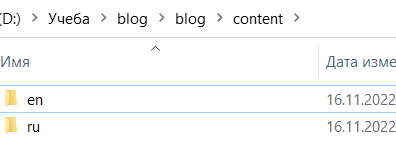 (D:) > Учеба > blog > blog > content >
Имя Дата изме
en 16.11.2022
ru 16.11.2022